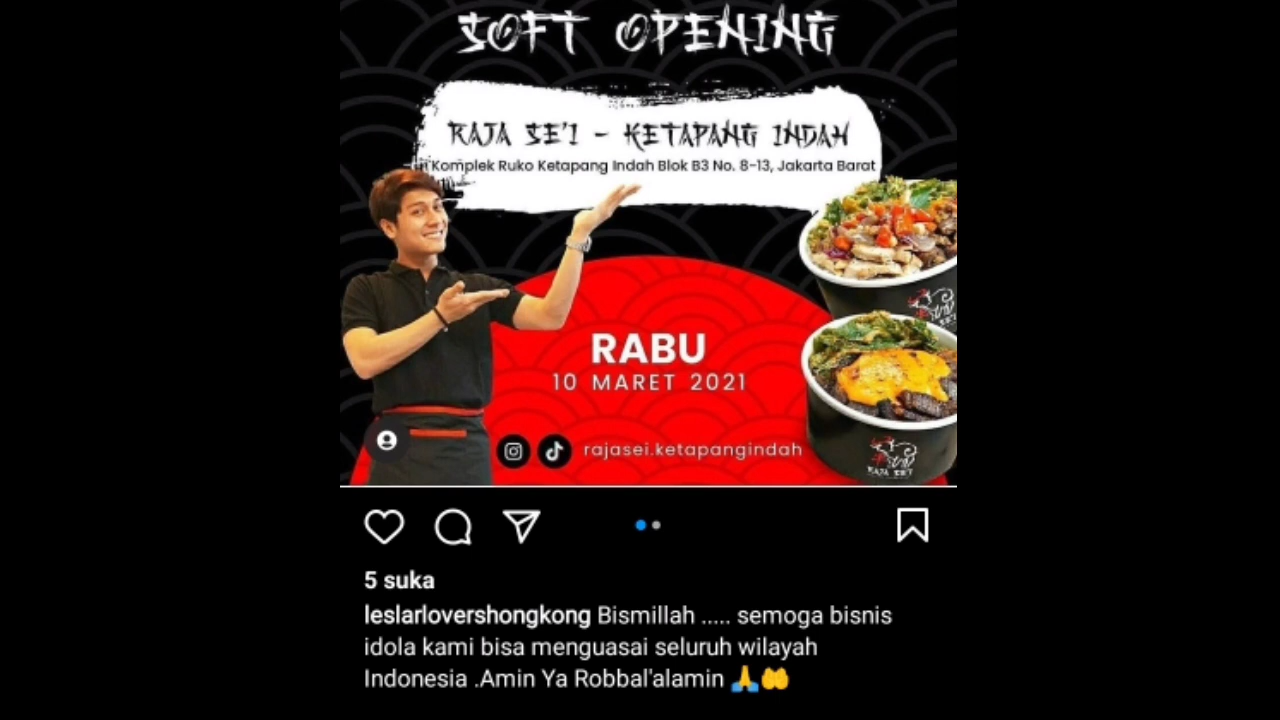 SOFT OPENING
RAJA SE'I - KETAPANG INDAH
Komplek Ruko Ketapang Indah Blok B3 No. 8-13, Jakarta Barat
RABU
10 MARET 2021
rajasei.ketapangindah
RAJA SE'I
5 suka
leslarlovershongkong Bismillah ..... semoga bisnis
idola kami bisa menguasai seluruh wilayah
Indonesia .Amin Ya Robbal'alamin 🙏🤲